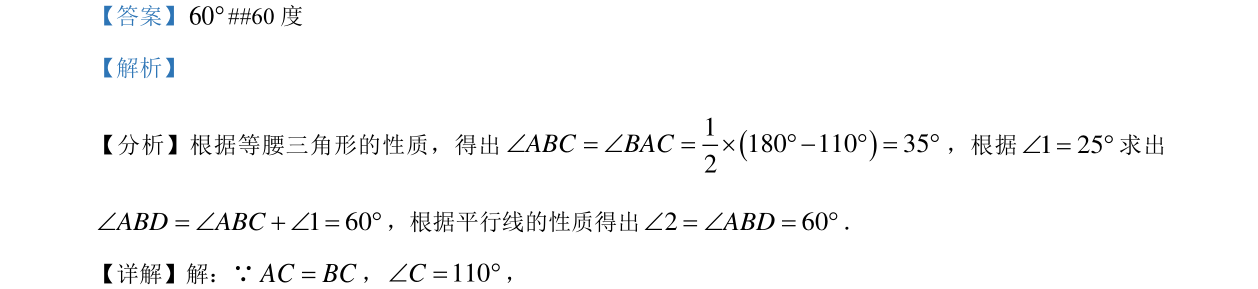 【答案】60°##60 度
【解析】
【分析】根据等腰三角形的性质，得出 ∠ABC = ∠BAC = 1/2 × (180° − 110°) = 35°，根据 ∠1 = 25° 求出
∠ABD = ∠ABC + ∠1 = 60°，根据平行线的性质得出 ∠2 = ∠ABD = 60°．
【详解】解：∵ AC = BC，∠C = 110°，